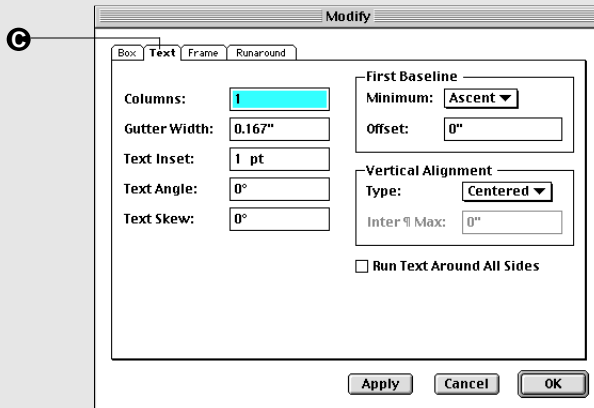 Modify
C
Box Text Frame Runaround
Columns: 1
Gutter Width: 0.167"
Text Inset: 1 pt
Text Angle: 0°
Text Skew: 0°
First Baseline
Minimum: Ascent
Offset: 0"
Vertical Alignment
Type: Centered
Inter ¶ Max: 0"
Run Text Around All Sides
Apply Cancel OK